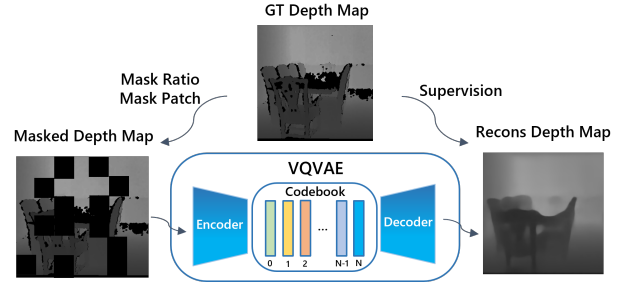 GT Depth Map
Mask Ratio
Mask Patch
Supervision
Masked Depth Map
Recons Depth Map
VQVAE
Codebook
Encoder
Decoder
...
0 1 2 N-1 N